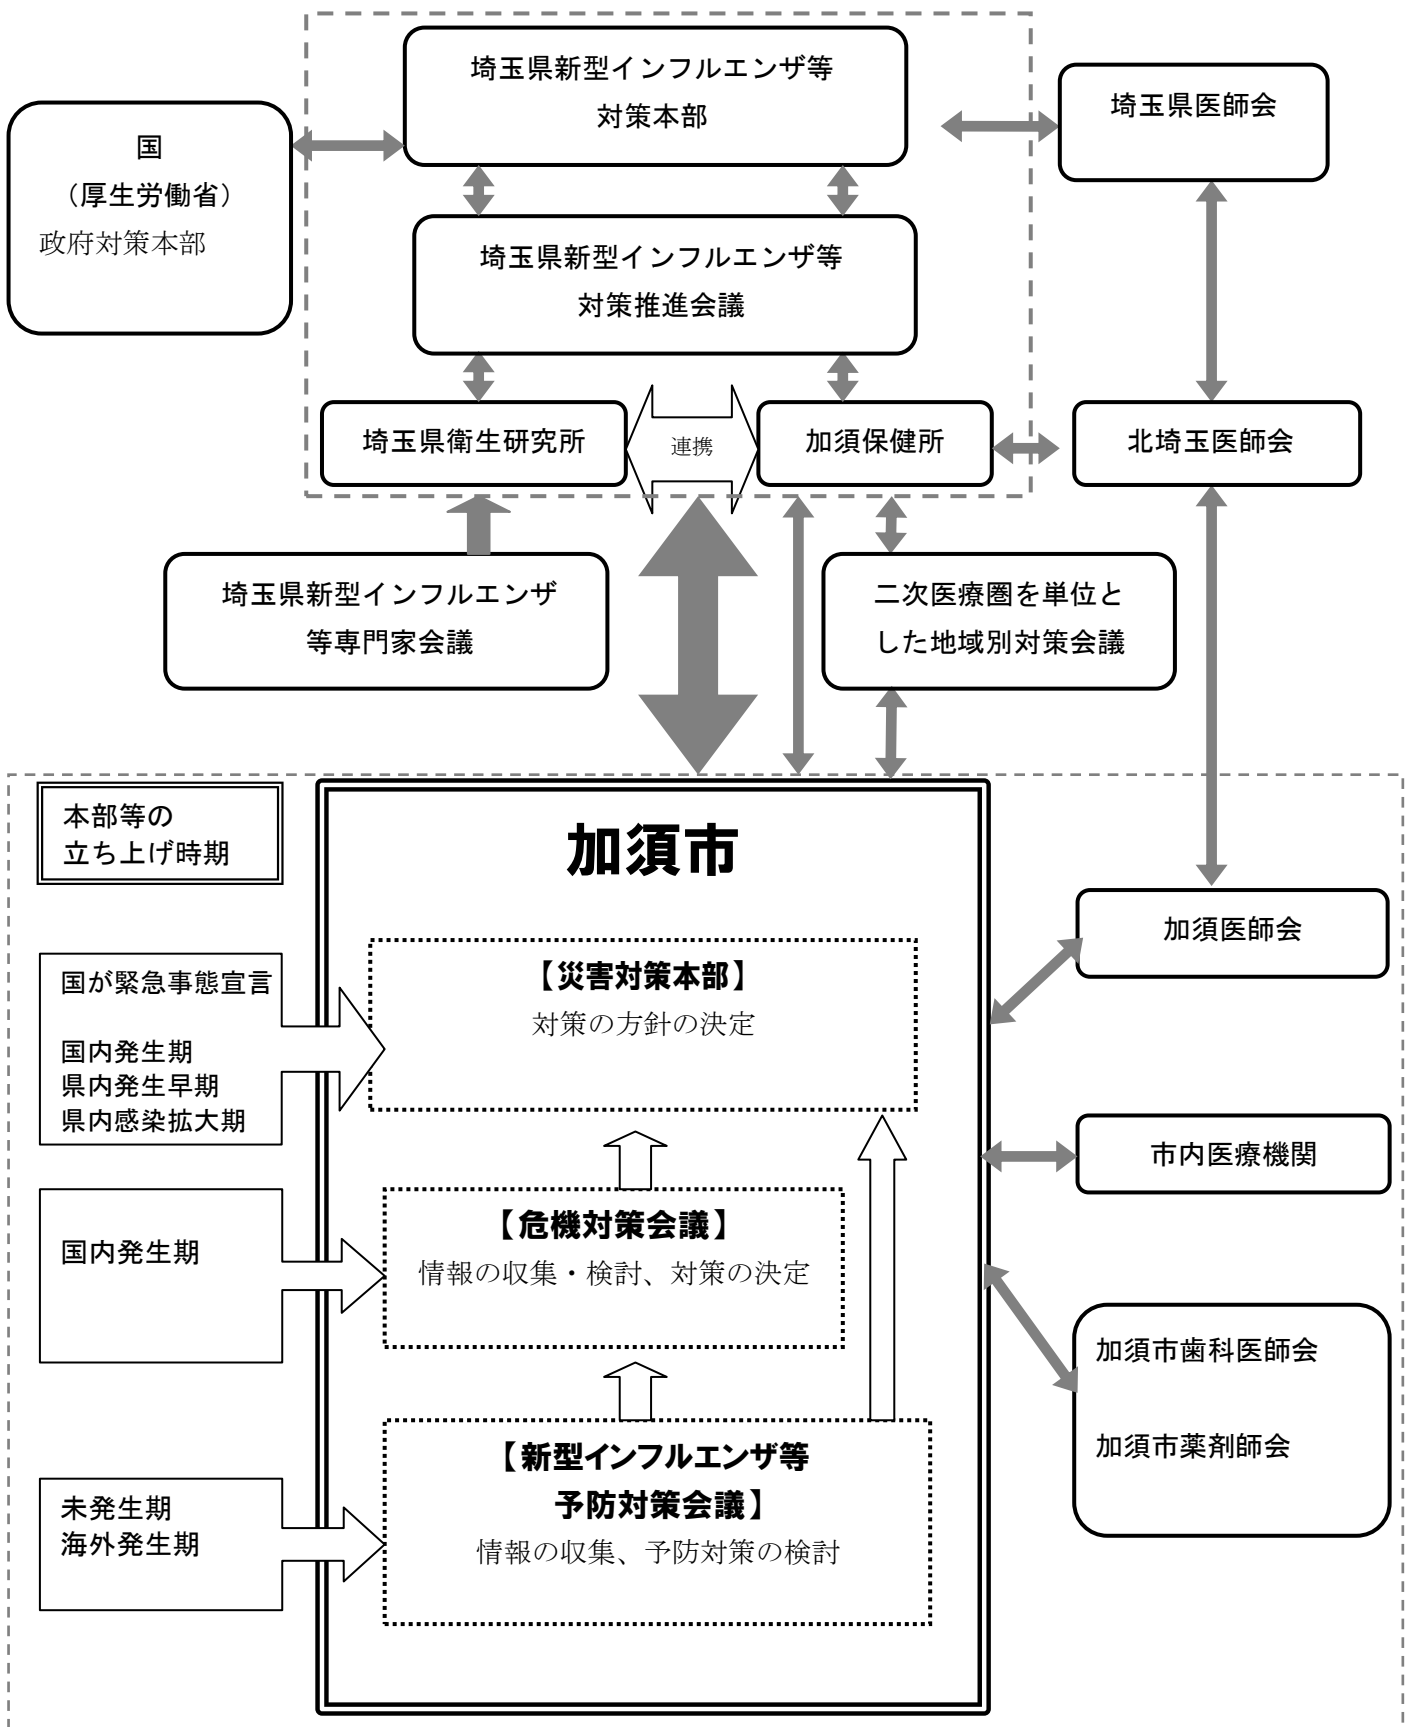 埼玉県新型インフルエンザ等
対策本部
埼玉県医師会
国
（厚生労働省）
政府対策本部
埼玉県新型インフルエンザ等
対策推進会議
埼玉県衛生研究所
連携
加須保健所
北埼玉医師会
埼玉県新型インフルエンザ
等専門家会議
二次医療圏を単位と
した地域別対策会議
本部等の
立ち上げ時期
加須市
国が緊急事態宣言
国内発生期
県内発生早期
県内感染拡大期
【災害対策本部】
対策の方針の決定
加須医師会
市内医療機関
国内発生期
【危機対策会議】
情報の収集・検討、対策の決定
加須市歯科医師会
加須市薬剤師会
未発生期
海外発生期
【新型インフルエンザ等
予防対策会議】
情報の収集、予防対策の検討